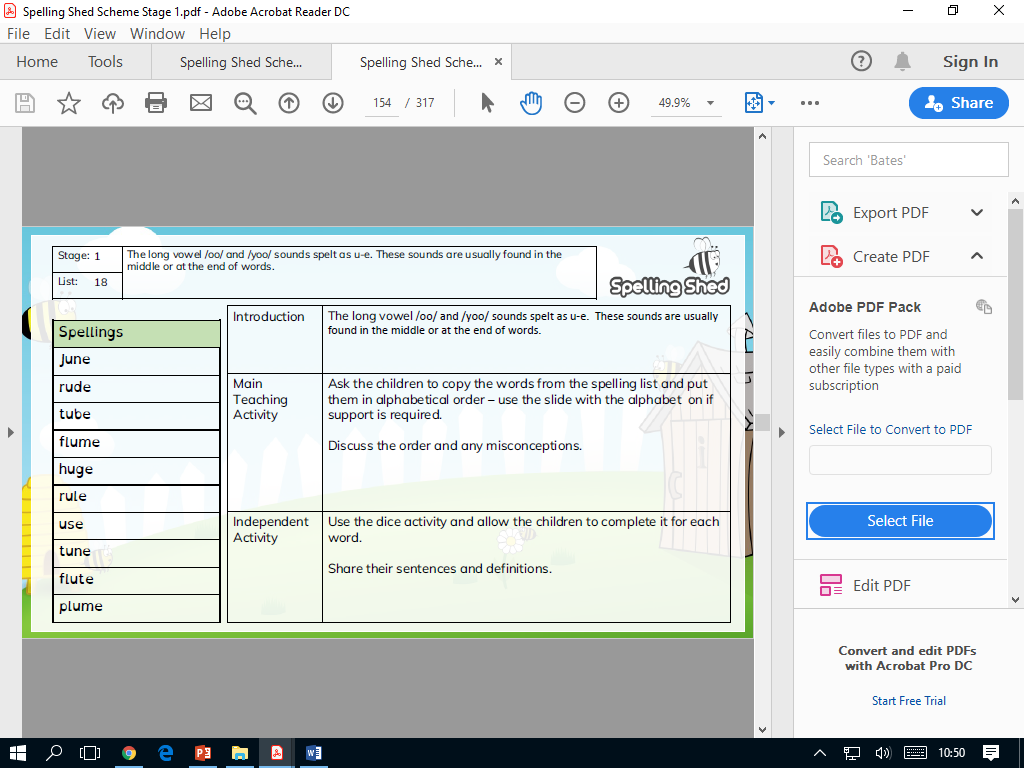 Spelling Shed Scheme Stage 1.pdf - Adobe Acrobat Reader DC
File Edit View Window Help
Home Tools Spelling Shed Sche... Spelling Shed Sche... × Sign In
154 / 317 49.9% Share
Search 'Bates'
Export PDF
Create PDF
Adobe PDF Pack
Convert files to PDF and
easily combine them with
other file types with a paid
subscription
Select File to Convert to PDF
Select File
Edit PDF
Convert and edit PDFs
with Acrobat Pro DC
Start Free Trial
Stage: 1
List: 18
The long vowel /oo/ and /yoo/ sounds spelt as u-e. These sounds are usually found in the
middle or at the end of words.
Spelling Shed
Spellings
June
rude
tube
flume
huge
rule
use
tune
flute
plume
Introduction
The long vowel /oo/ and /yoo/ sounds spelt as u-e. These sounds are usually
found in the middle or at the end of words.
Main
Teaching
Activity
Ask the children to copy the words from the spelling list and put
them in alphabetical order – use the slide with the alphabet on if
support is required.
Discuss the order and any misconceptions.
Independent
Activity
Use the dice activity and allow the children to complete it for each
word.
Share their sentences and definitions.
10:50